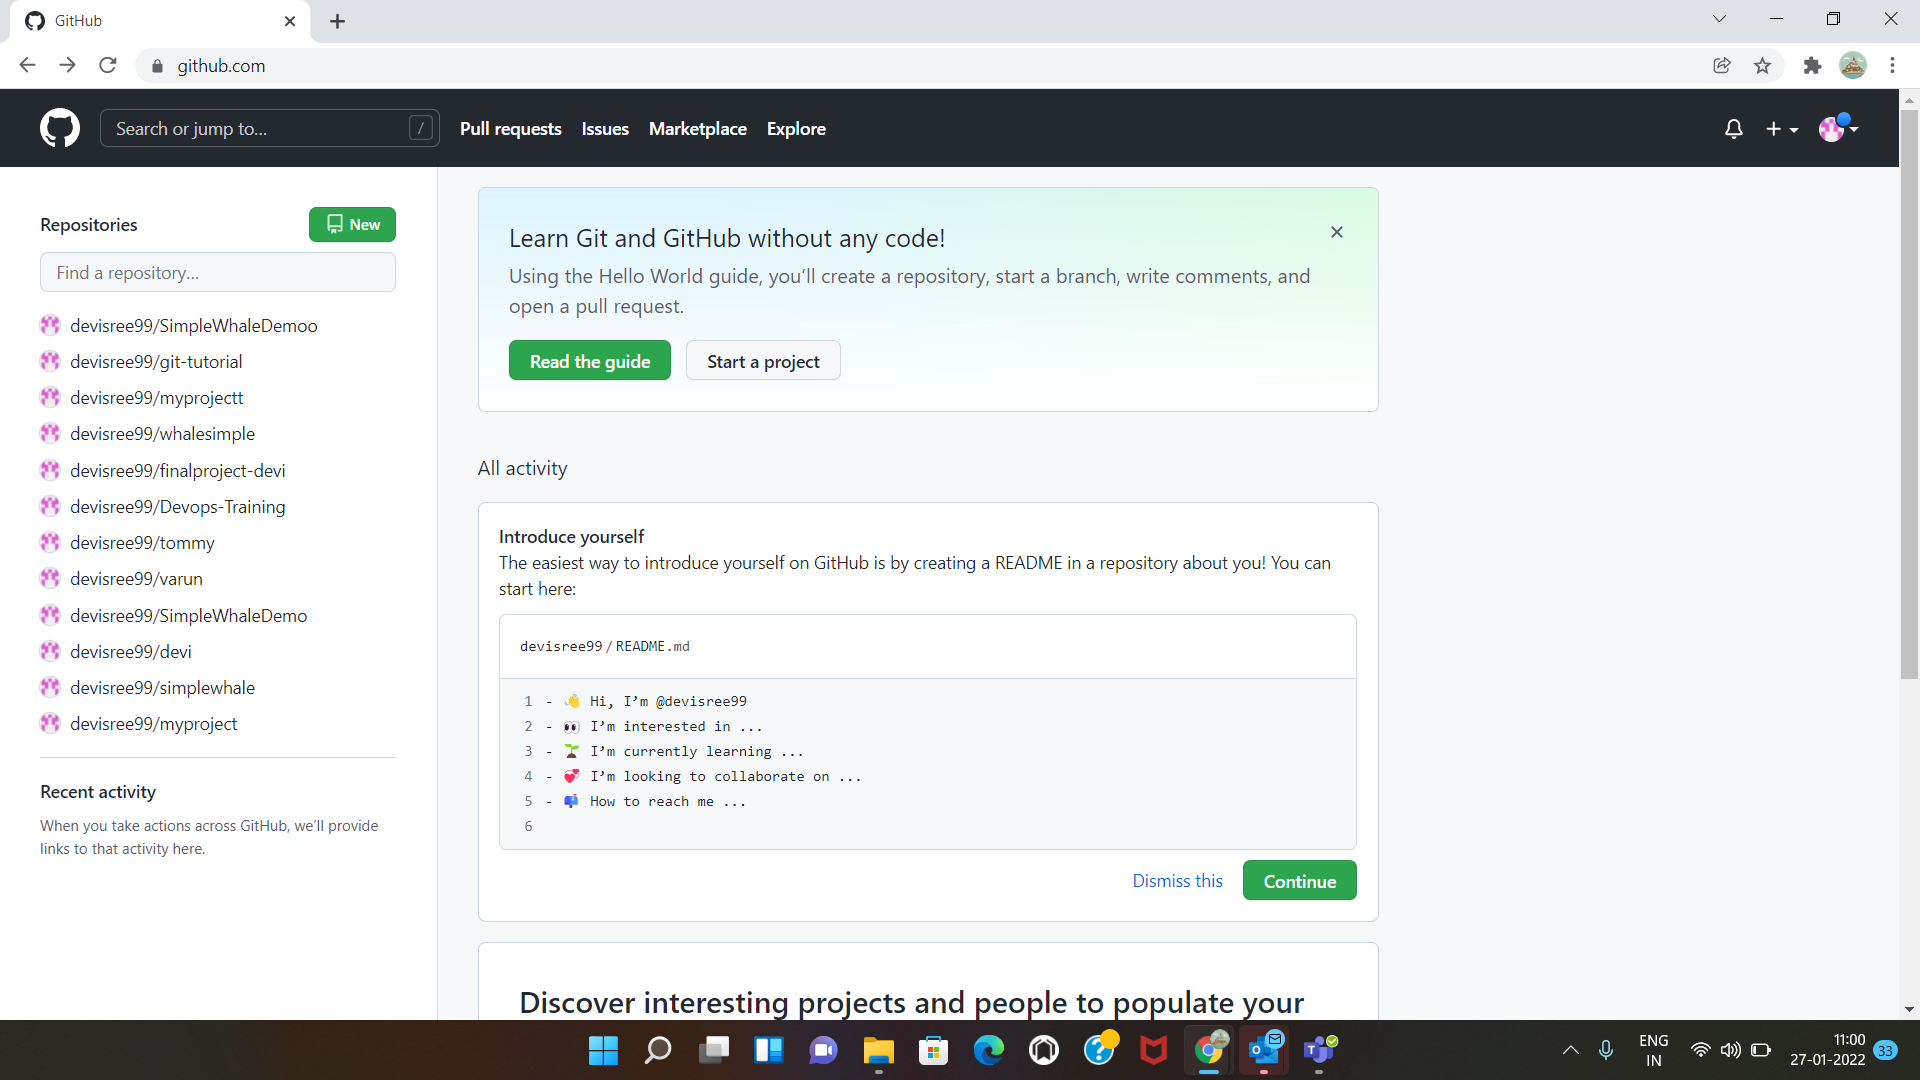 GitHub
github.com
Search or jump to...
/
Pull requests
Issues
Marketplace
Explore
Repositories
New
Find a repository...
devisree99/SimpleWhaleDemoo
devisree99/git-tutorial
devisree99/myprojectt
devisree99/whalesimple
devisree99/finalproject-devi
devisree99/Devops-Training
devisree99/tommy
devisree99/varun
devisree99/SimpleWhaleDemo
devisree99/devi
devisree99/simplewhale
devisree99/myproject
Recent activity
When you take actions across GitHub, we’ll provide
links to that activity here.
Learn Git and GitHub without any code!
Using the Hello World guide, you’ll create a repository, start a branch, write comments, and
open a pull request.
Read the guide
Start a project
All activity
Introduce yourself
The easiest way to introduce yourself on GitHub is by creating a README in a repository about you! You can
start here:
devisree99 / README.md
1 - 👋 Hi, I’m @devisree99
2 - 👀 I’m interested in ...
3 - 🌱 I’m currently learning ...
4 - 💞️ I’m looking to collaborate on ...
5 - 📫 How to reach me ...
6
Dismiss this
Continue
Discover interesting projects and people to populate your
ENG
IN
11:00
27-01-2022
33